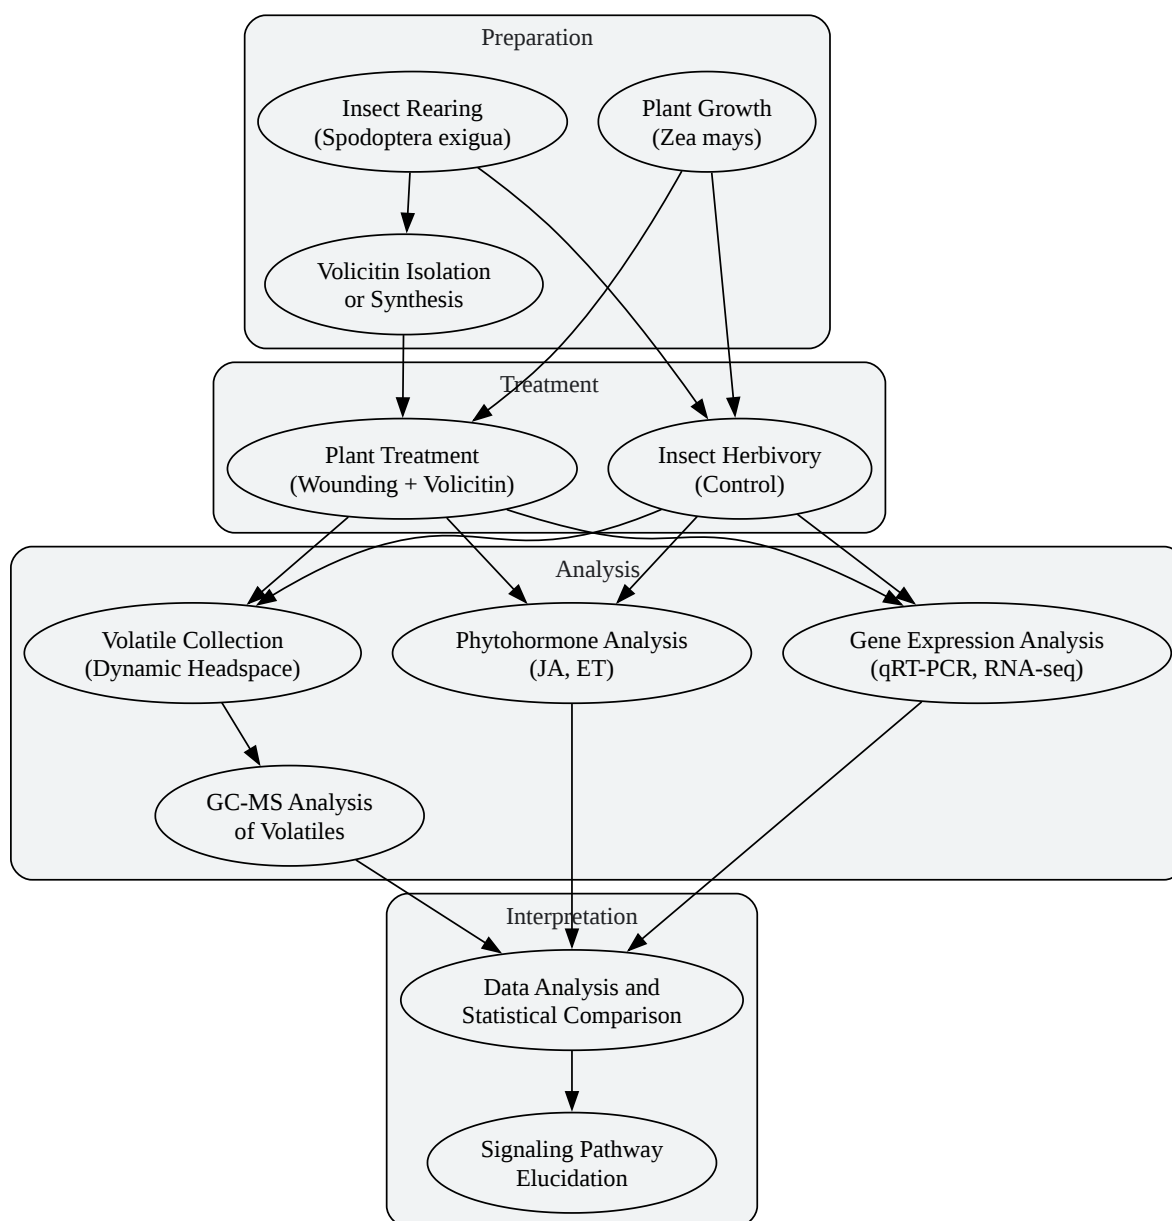 Preparation
Insect Rearing
(Spodoptera exigua)
Plant Growth
(Zea mays)
Volicitin Isolation
or Synthesis
Treatment
Plant Treatment
(Wounding + Volicitin)
Insect Herbivory
(Control)
Analysis
Volatile Collection
(Dynamic Headspace)
Phytohormone Analysis
(JA, ET)
Gene Expression Analysis
(qRT-PCR, RNA-seq)
GC-MS Analysis
of Volatiles
Interpretation
Data Analysis and
Statistical Comparison
Signaling Pathway
Elucidation